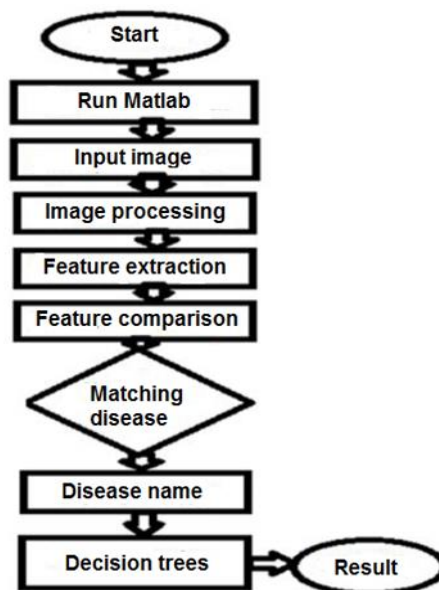 Start
Run Matlab
Input image
Image processing
Feature extraction
Feature comparison
Matching
disease
Disease name
Decision trees
Result